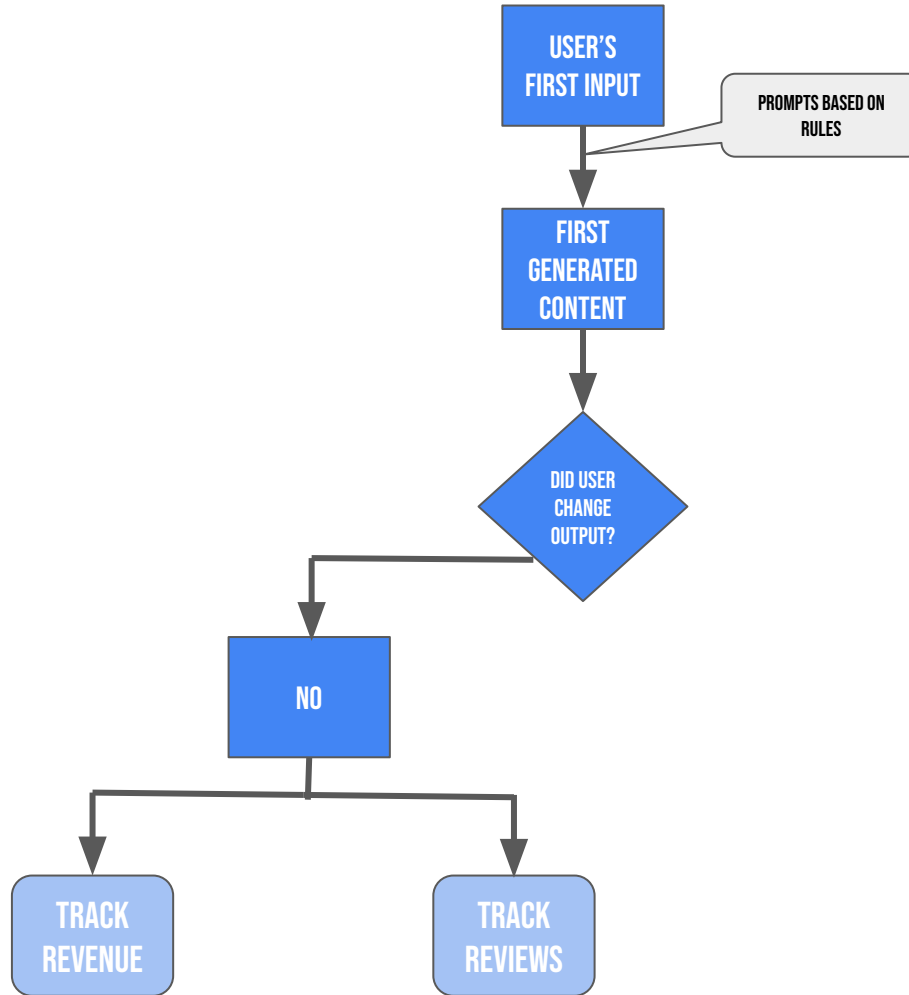 USER'S
FIRST INPUT
PROMPTS BASED ON
RULES
FIRST
GENERATED
CONTENT
DID USER
CHANGE
OUTPUT?
NO
TRACK
REVENUE
TRACK
REVIEWS